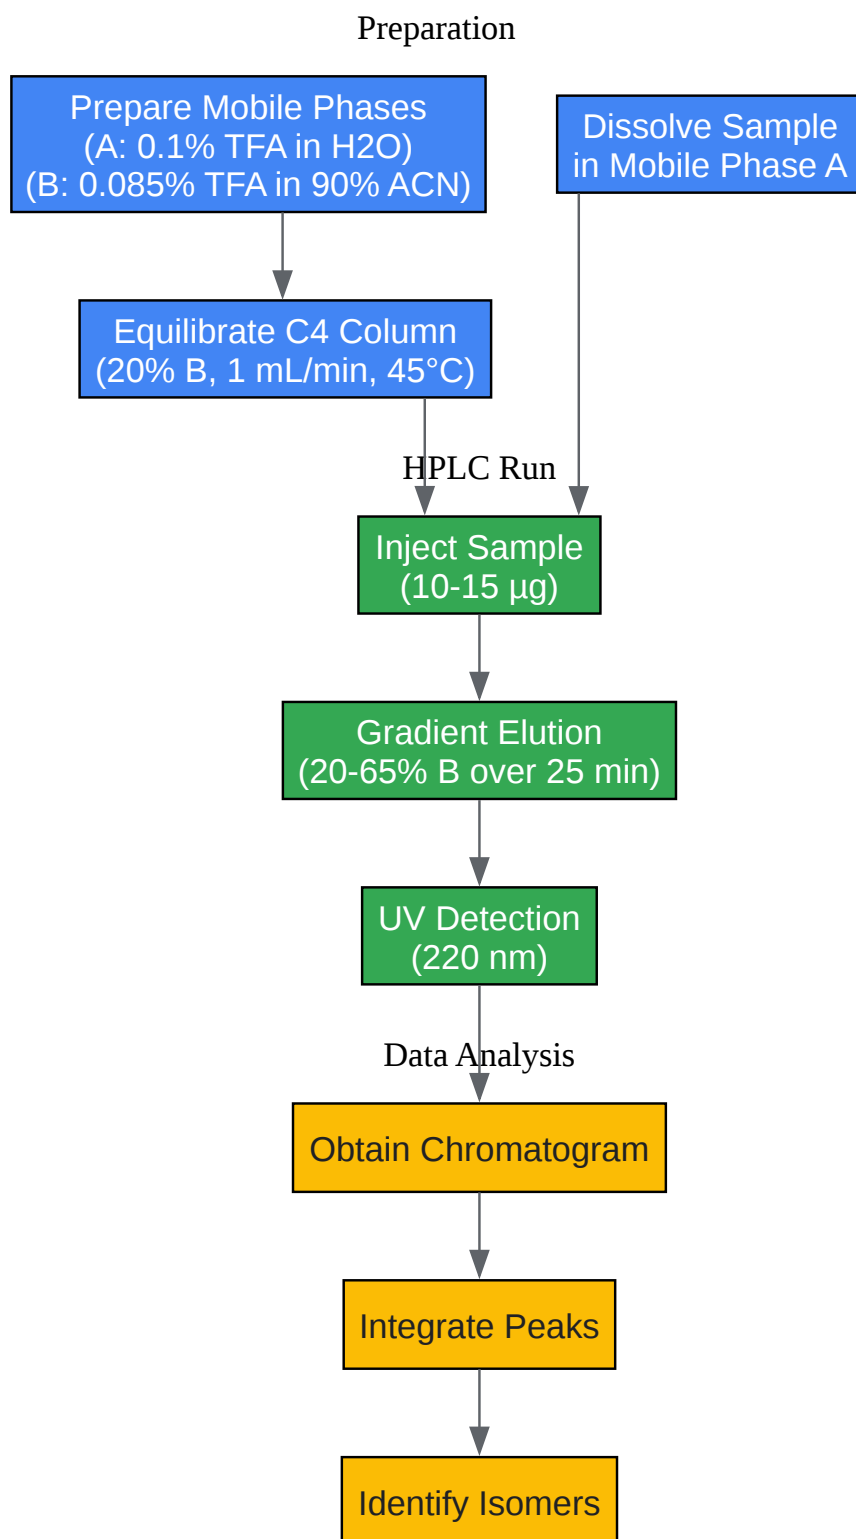 Preparation
Prepare Mobile Phases
(A: 0.1% TFA in H2O)
(B: 0.085% TFA in 90% ACN)
Dissolve Sample
in Mobile Phase A
Equilibrate C4 Column
(20% B, 1 mL/min, 45°C)
HPLC Run
Inject Sample
(10-15 µg)
Gradient Elution
(20-65% B over 25 min)
UV Detection
(220 nm)
Data Analysis
Obtain Chromatogram
Integrate Peaks
Identify Isomers